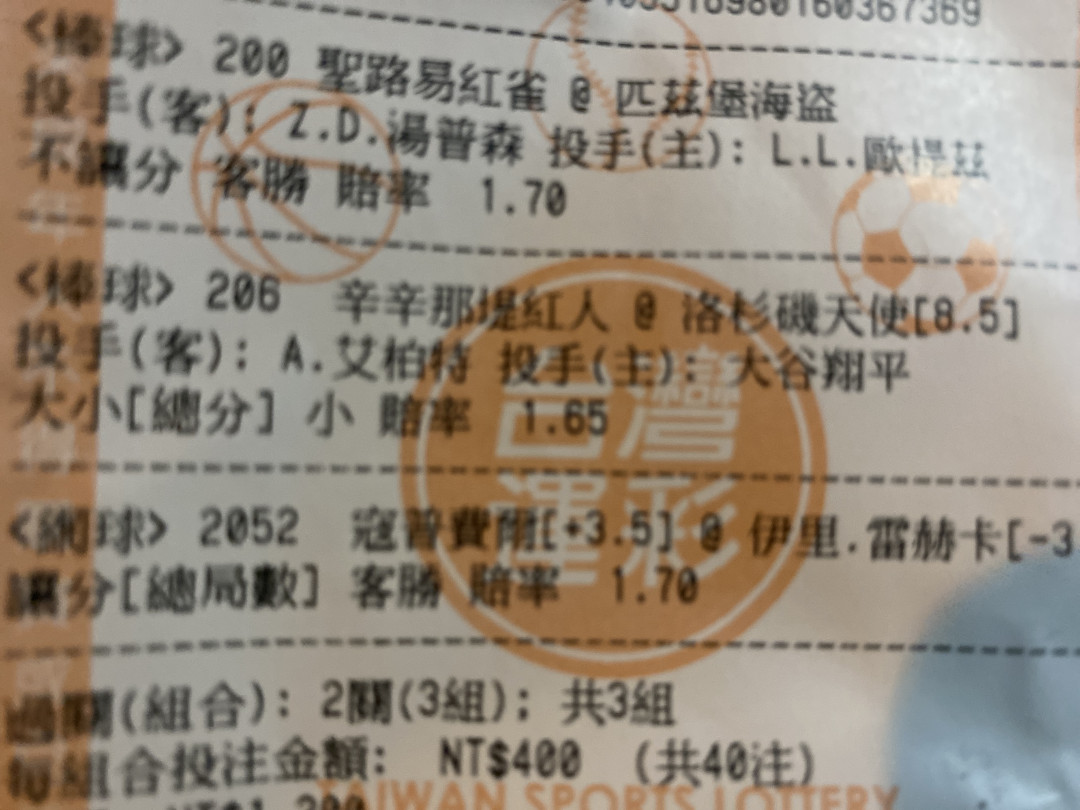 <棒球> 200 聖路易紅雀 @ 匹茲堡海盜
投手(客): Z.D.湯普森 投手(主): L.L.歐提茲
不讓分 客勝 賠率 1.70
<棒球> 206 辛辛那堤紅人 @ 洛杉磯天使[8.5]
投手(客): A.艾柏特 投手(主): 大谷翔平
大小[總分] 小 賠率 1.65
台灣
運彩
<網球> 2052 寇普費爾[+3.5] @ 伊里.雷赫卡[-3
讓分[總局數] 客勝 賠率 1.70
過關(組合): 2關(3組); 共3組
每組合投注金額: NT$400 (共40注)
TAIWAN SPORTS LOTTERY